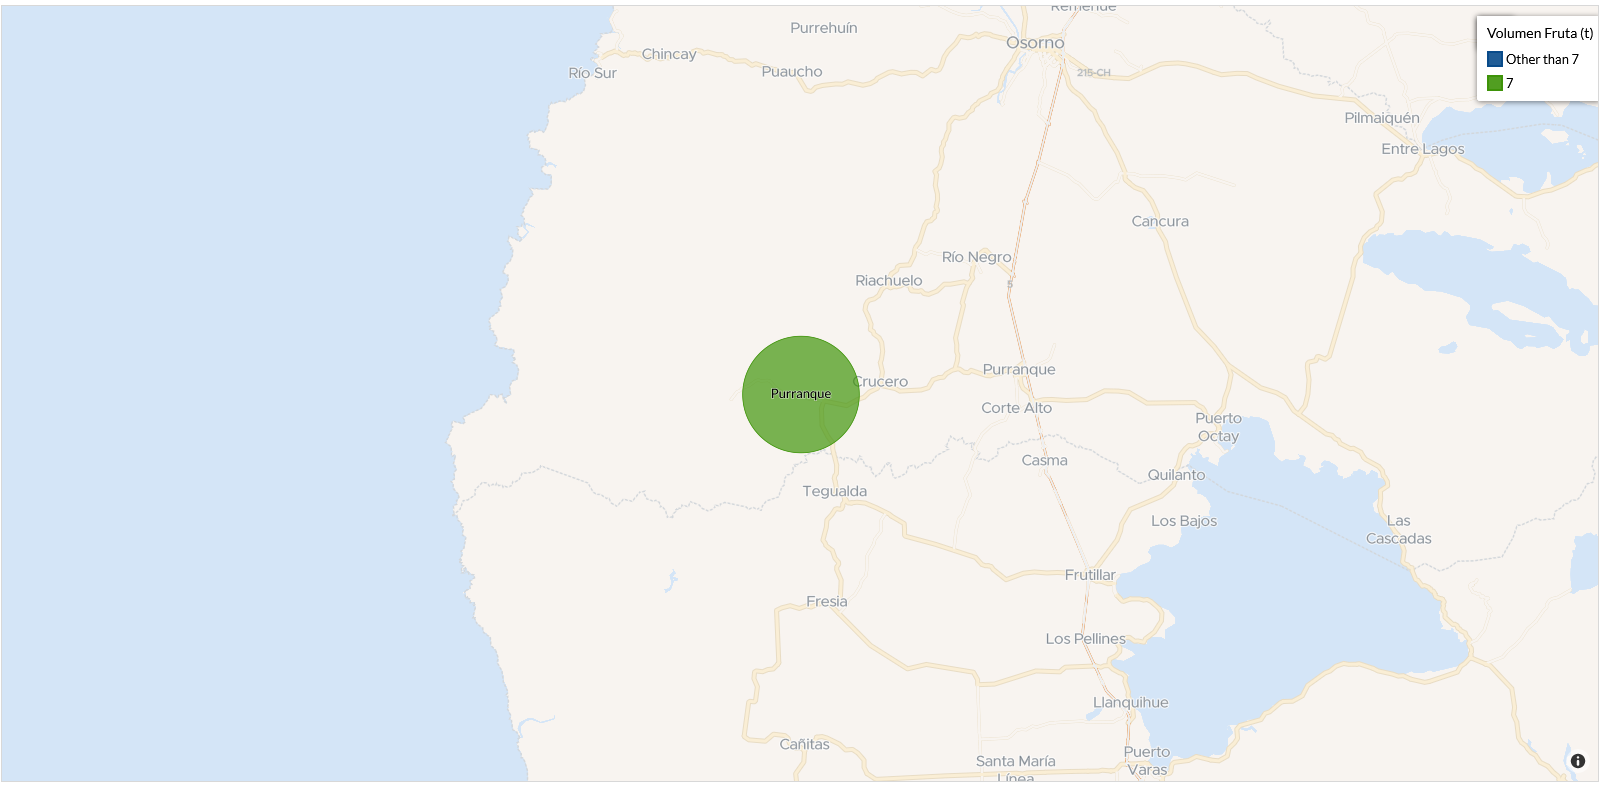 Remehue
Purrehuín
Osorno
Chincay
Río Sur
Puaucho
215-CH
Volumen Fruta (t)
Other than 7
7
Pilmaiquén
Entre Lagos
Cancura
Río Negro
Riachuelo
5
Purranque
Crucero
Purranque
Corte Alto
Puerto
Octay
Casma
Quilanto
Tegualda
Los Bajos
Las
Cascadas
Frutillar
Fresia
Los Pellines
Llanquihue
Cañitas
Puerto
Varas
Santa María
Línea